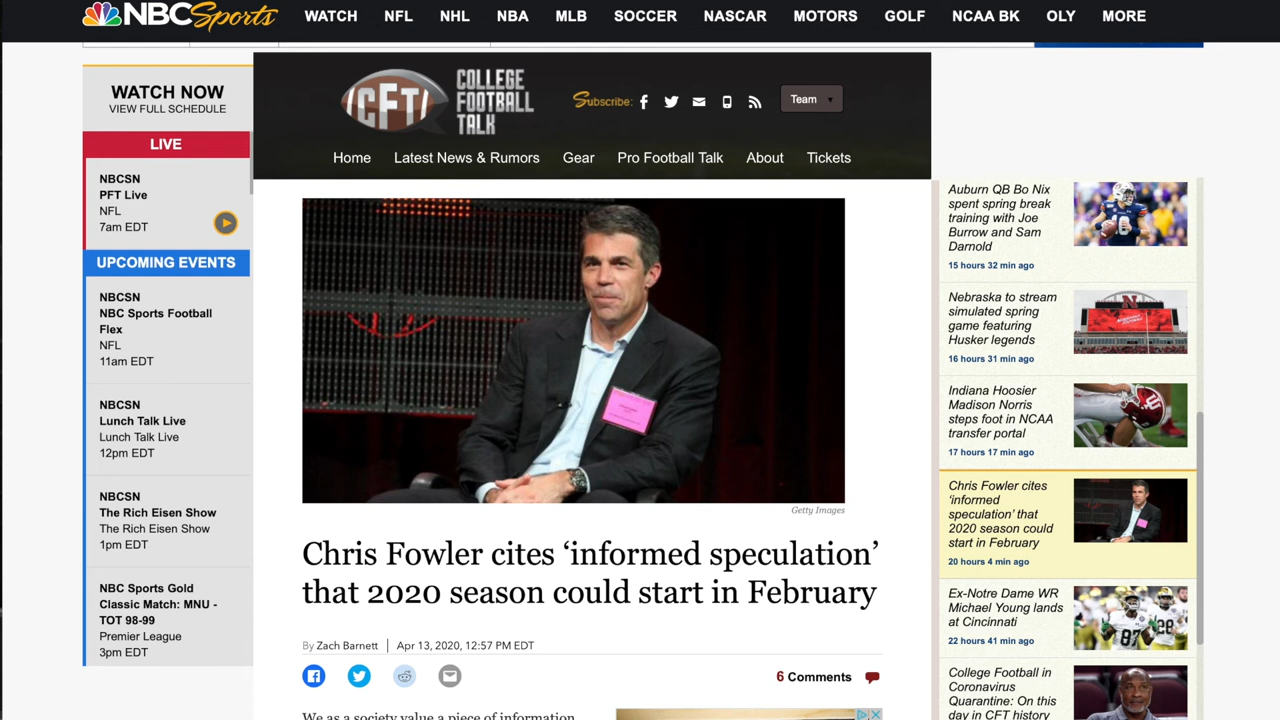 NBC Sports
WATCH NFL NHL NBA MLB SOCCER NASCAR MOTORS GOLF NCAA BK OLY MORE
WATCH NOW
VIEW FULL SCHEDULE
LIVE
NBCSN
PFT Live
NFL
7am EDT
UPCOMING EVENTS
NBCSN
NBC Sports Football
Flex
NFL
11am EDT
NBCSN
Lunch Talk Live
Lunch Talk Live
12pm EDT
NBCSN
The Rich Eisen Show
The Rich Eisen Show
1pm EDT
NBC Sports Gold
Classic Match: MNU -
TOT 98-99
Premier League
3pm EDT
CFT
COLLEGE
FOOTBALL
TALK
Subscribe:
Team
Home Latest News & Rumors Gear Pro Football Talk About Tickets
Getty Images
Chris Fowler cites ‘informed speculation’
that 2020 season could start in February
By Zach Barnett Apr 13, 2020, 12:57 PM EDT
6 Comments
We as a society value a piece of information
Auburn QB Bo Nix
spent spring break
training with Joe
Burrow and Sam
Darnold
15 hours 32 min ago
Nebraska to stream
simulated spring
game featuring
Husker legends
16 hours 31 min ago
Indiana Hoosier
Madison Norris
steps foot in NCAA
transfer portal
17 hours 17 min ago
Chris Fowler cites
‘informed
speculation’ that
2020 season could
start in February
20 hours 4 min ago
Ex-Notre Dame WR
Michael Young lands
at Cincinnati
22 hours 41 min ago
College Football in
Coronavirus
Quarantine: On this
day in CFT history